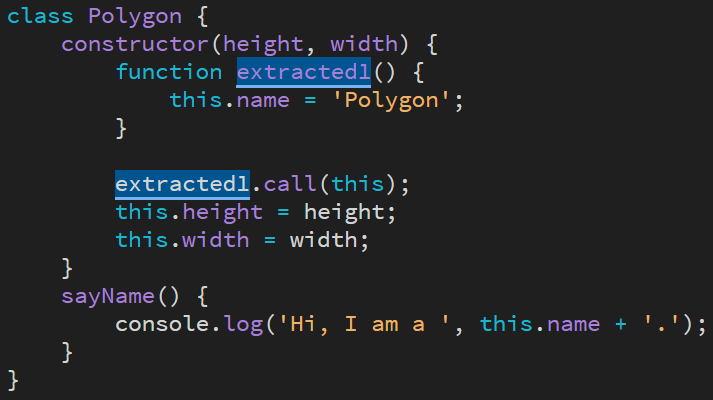 class Polygon {
    constructor(height, width) {
        function extracted1() {
            this.name = 'Polygon';
        }

        extracted1.call(this);
        this.height = height;
        this.width = width;
    }
    sayName() {
        console.log('Hi, I am a ', this.name + '.');
    }
}